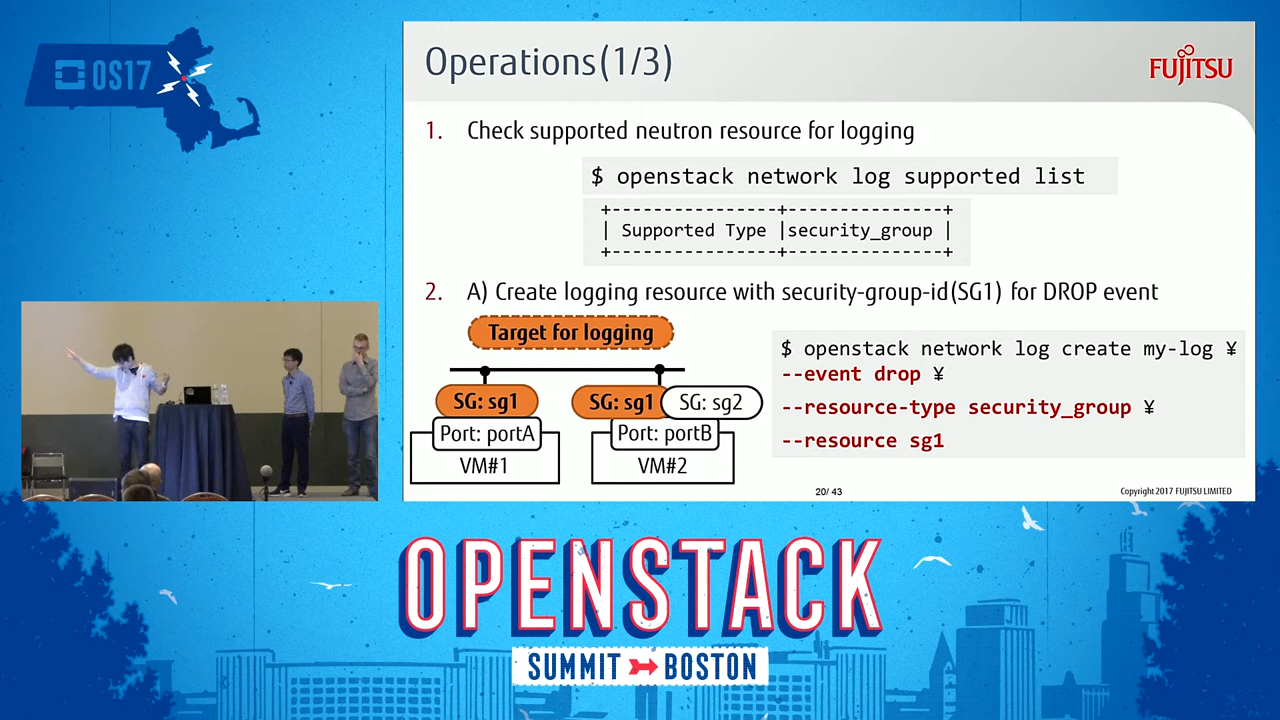 OS17
Operations(1/3)
FUJITSU
1. Check supported neutron resource for logging
$ openstack network log supported list
+---------------+--------------+
| Supported Type |security_group |
+---------------+--------------+
2. A) Create logging resource with security-group-id(SG1) for DROP event
Target for logging
SG: sg1
SG: sg1
SG: sg2
Port: portA
Port: portB
VM#1
VM#2
$ openstack network log create my-log ¥
--event drop ¥
--resource-type security_group ¥
--resource sg1
20/ 43
Copyright 2017 FUJITSU LIMITED
OPENSTACK
SUMMIT BOSTON